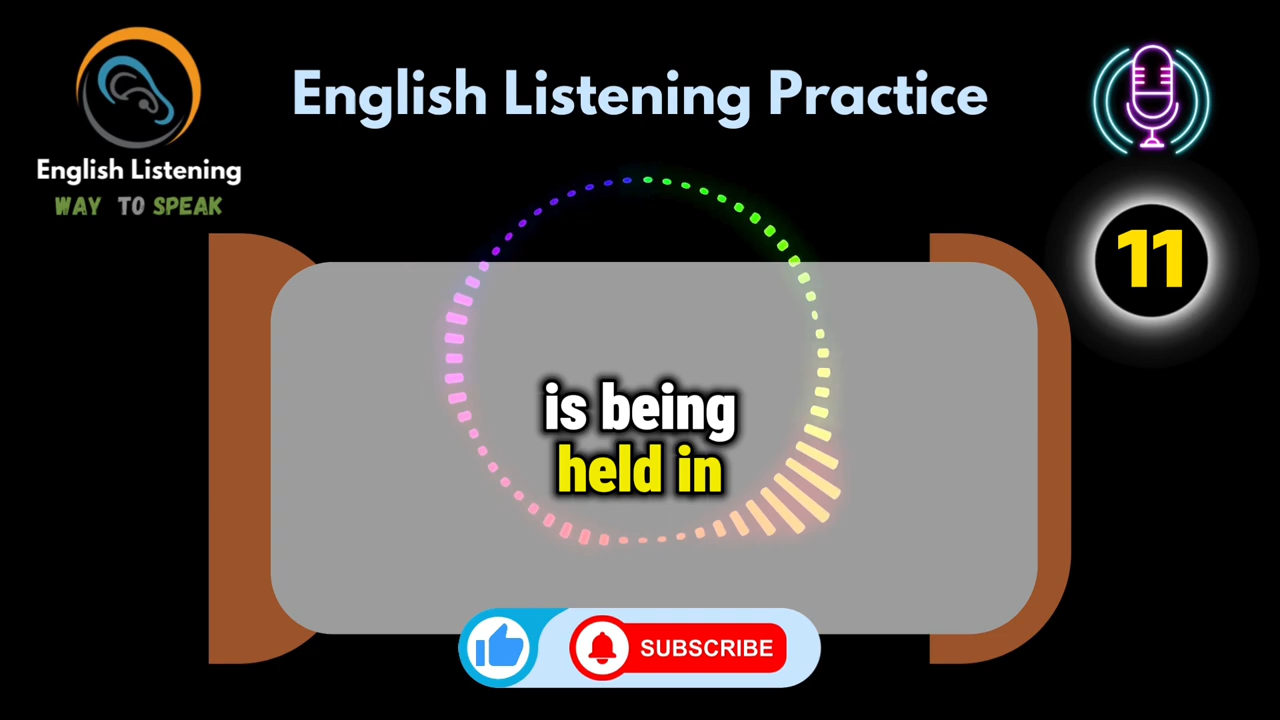 English Listening Practice
English Listening
WAY TO SPEAK
11
is being
held in
SUBSCRIBE